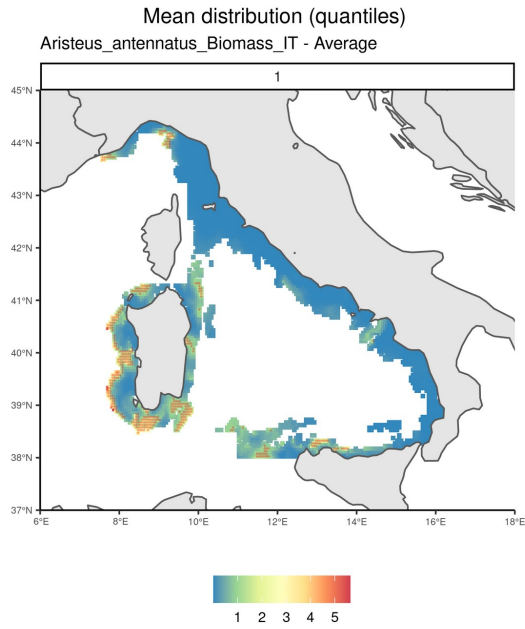 Mean distribution (quantiles)
Aristeus_antennatus_Biomass_IT - Average
1
45°N
44°N
43°N
42°N
41°N
40°N
39°N
38°N
37°N
6°E 8°E 10°E 12°E 14°E 16°E 18°E
1 2 3 4 5